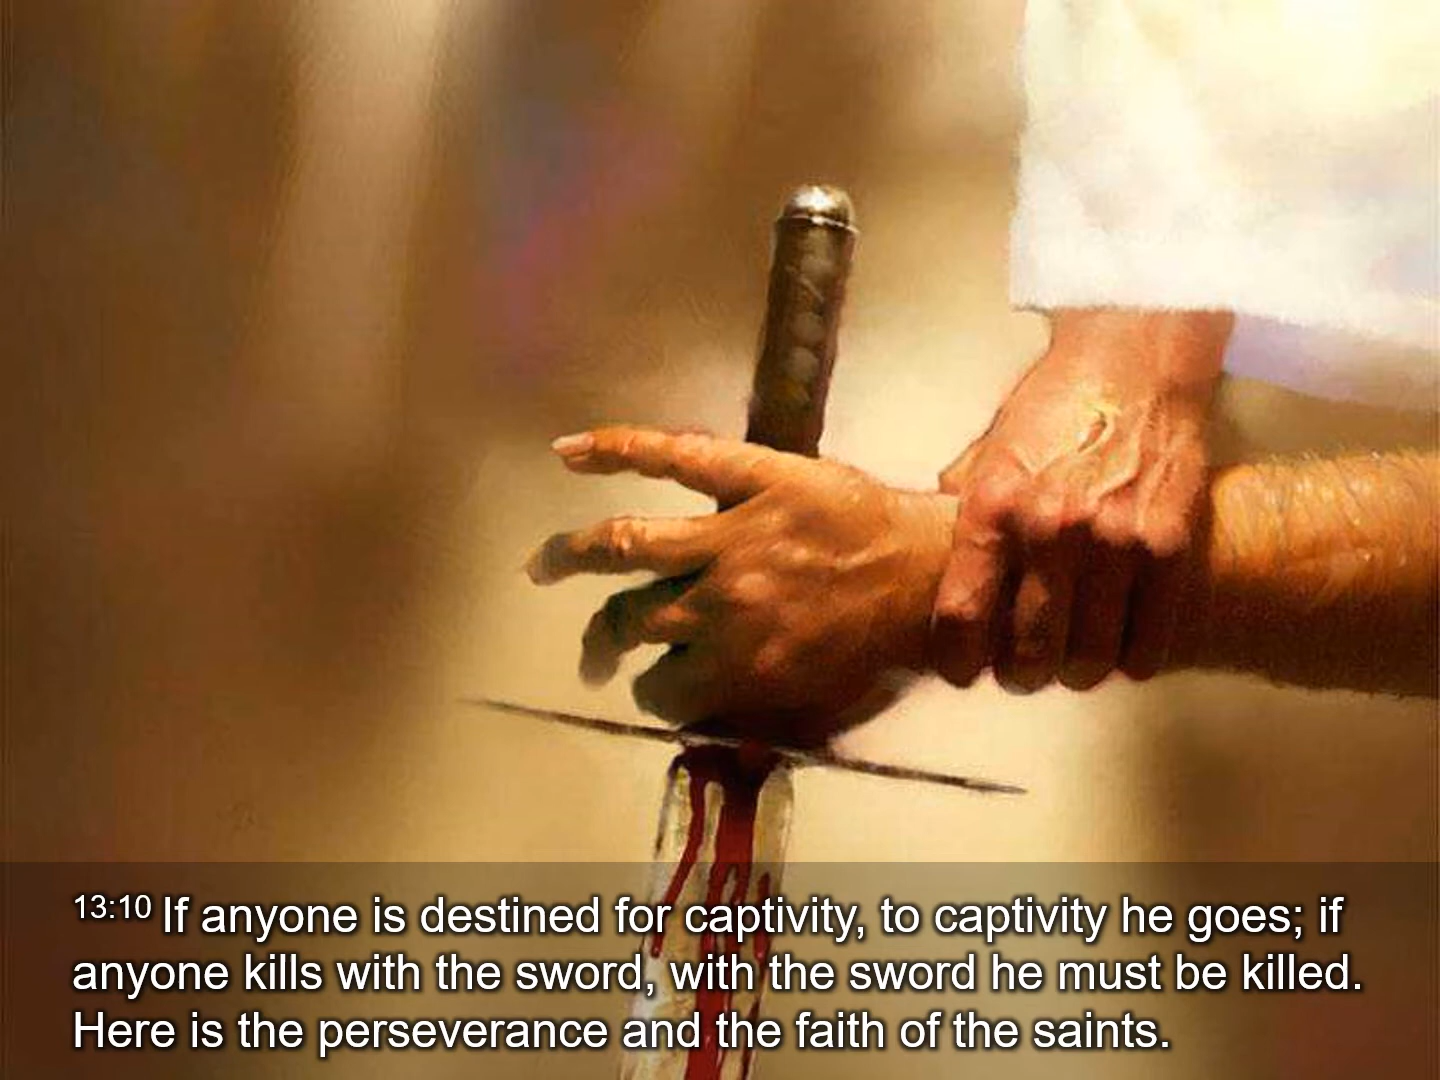 13:10 If anyone is destined for captivity, to captivity he goes; if
anyone kills with the sword, with the sword he must be killed.
Here is the perseverance and the faith of the saints.